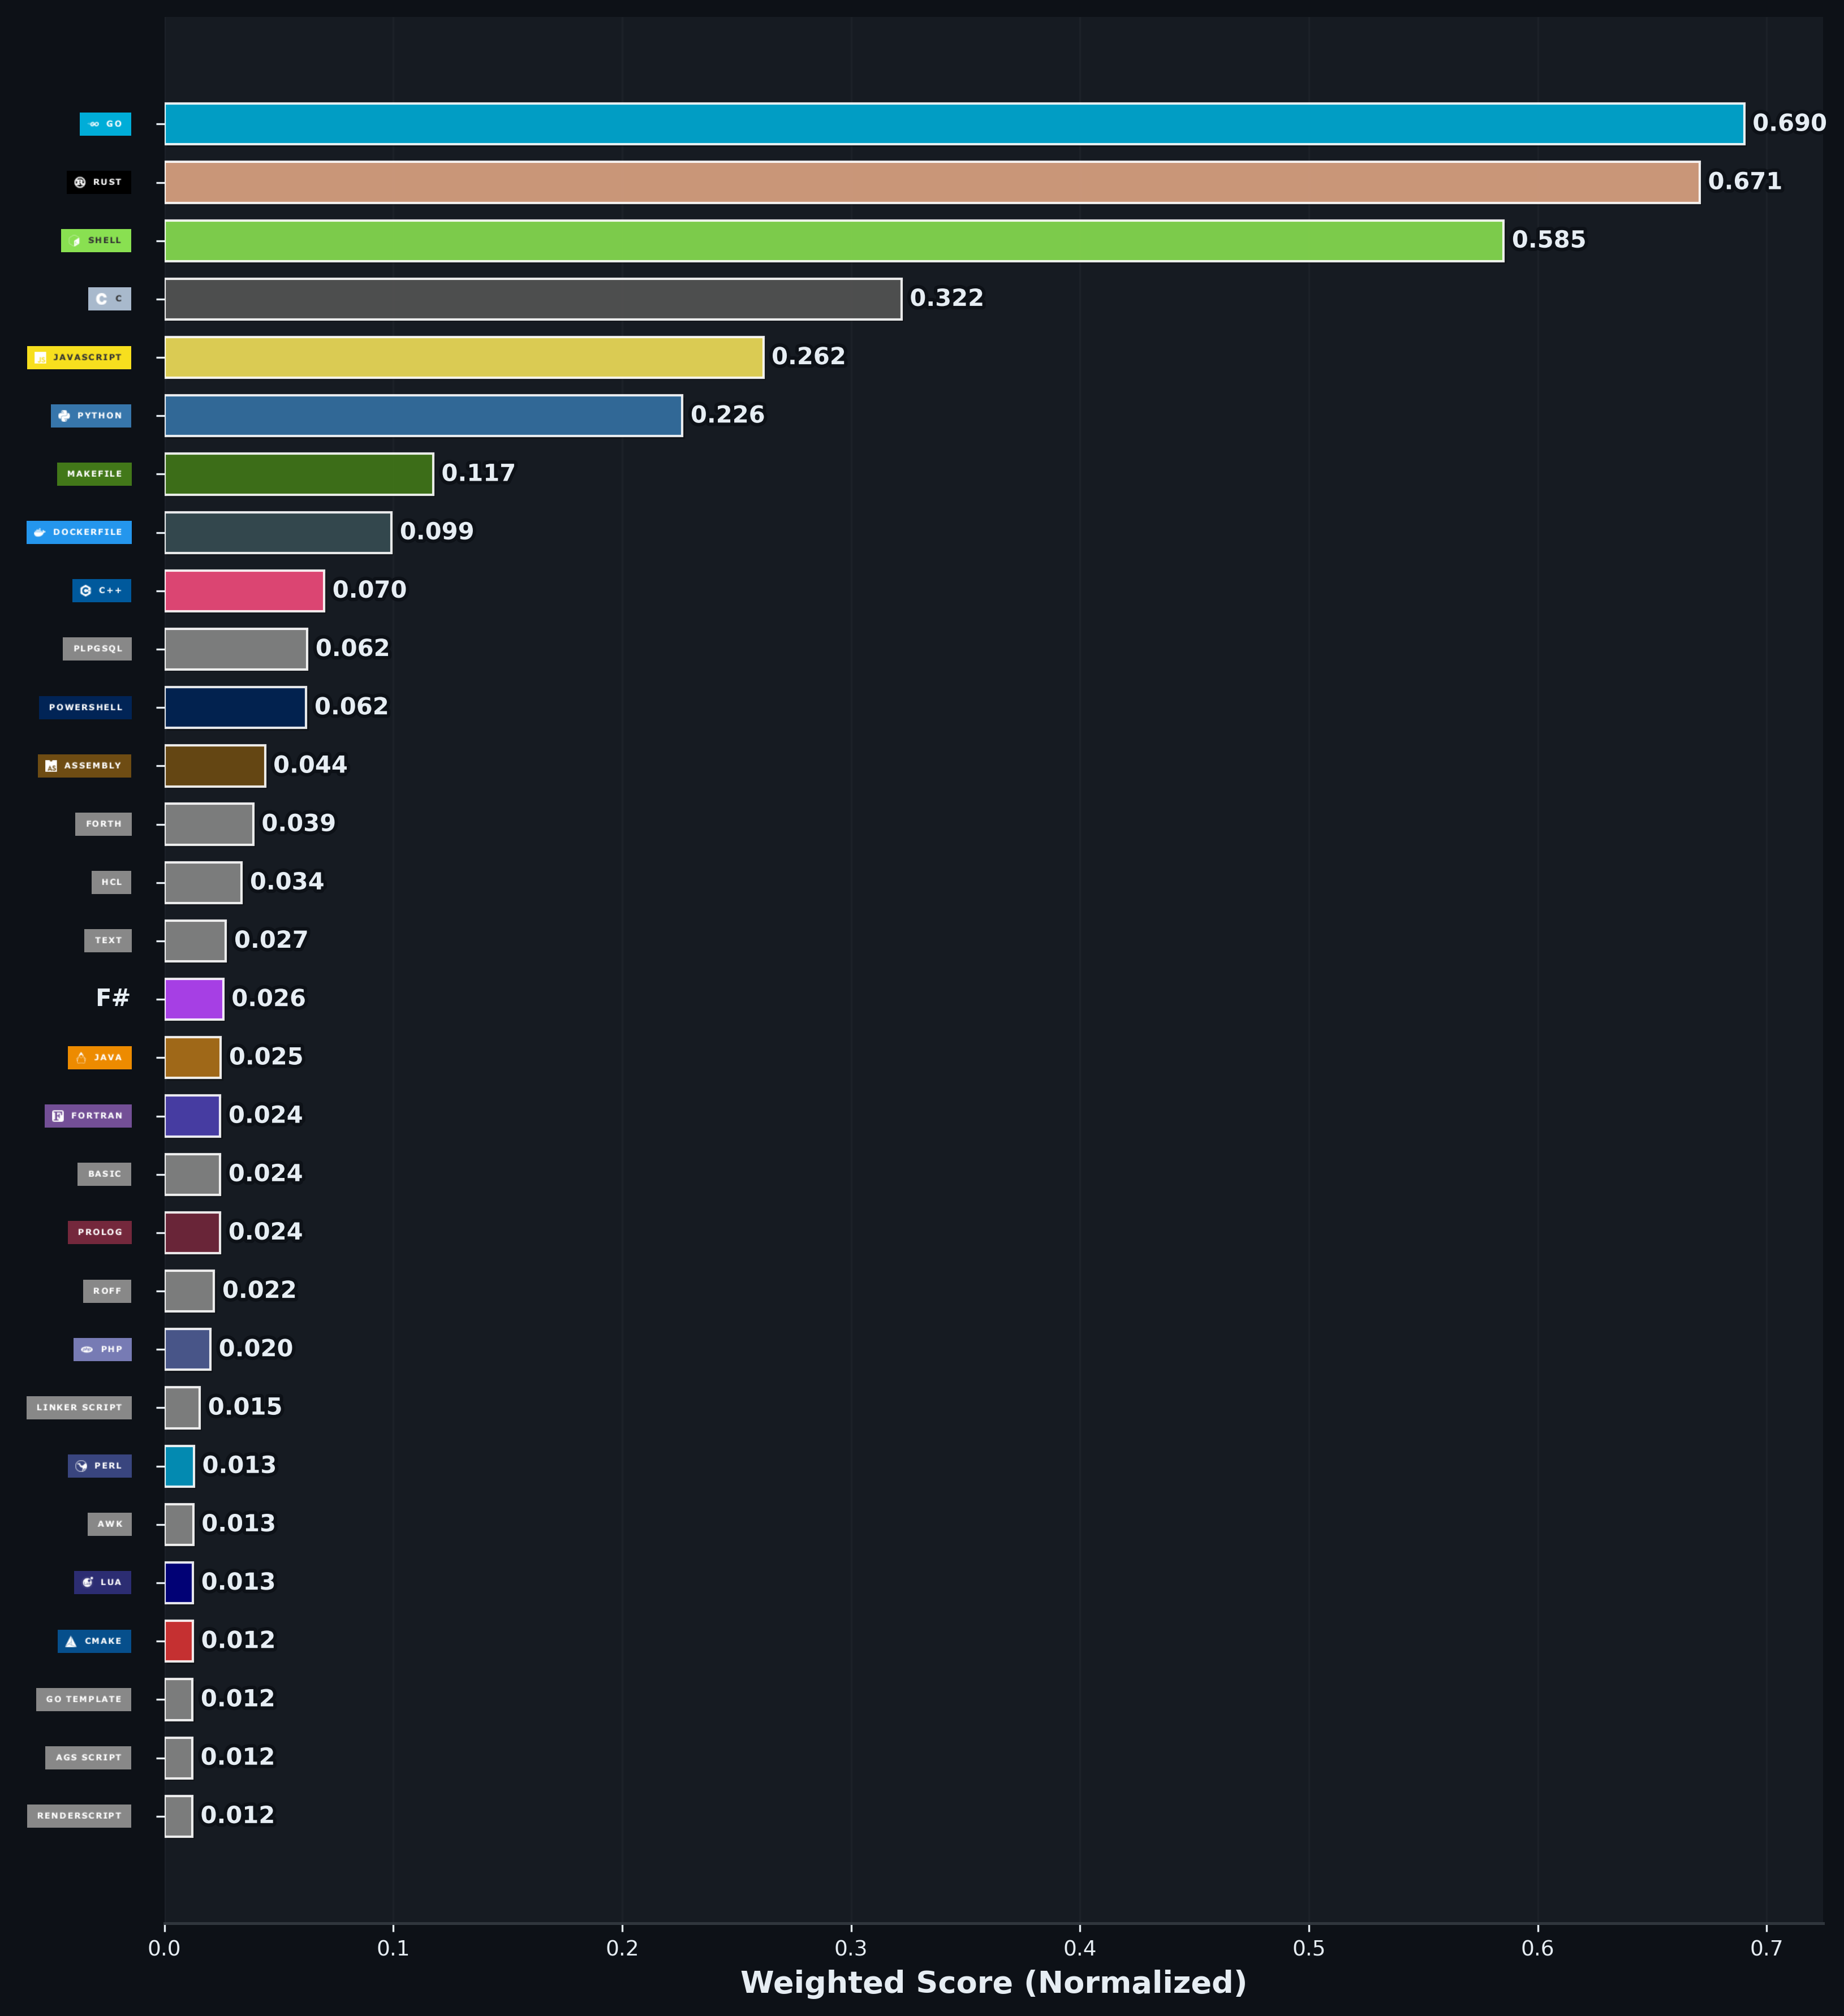 GO 0.690
RUST 0.671
SHELL 0.585
C 0.322
JAVASCRIPT 0.262
PYTHON 0.226
MAKEFILE 0.117
DOCKERFILE 0.099
C++ 0.070
PLPGSQL 0.062
POWERSHELL 0.062
ASSEMBLY 0.044
FORTH 0.039
HCL 0.034
TEXT 0.027
F# 0.026
JAVA 0.025
FORTRAN 0.024
BASIC 0.024
PROLOG 0.024
ROFF 0.022
PHP 0.020
LINKER SCRIPT 0.015
PERL 0.013
AWK 0.013
LUA 0.013
CMAKE 0.012
GO TEMPLATE 0.012
AGS SCRIPT 0.012
RENDERSCRIPT 0.012
0.0 0.1 0.2 0.3 0.4 0.5 0.6 0.7
Weighted Score (Normalized)